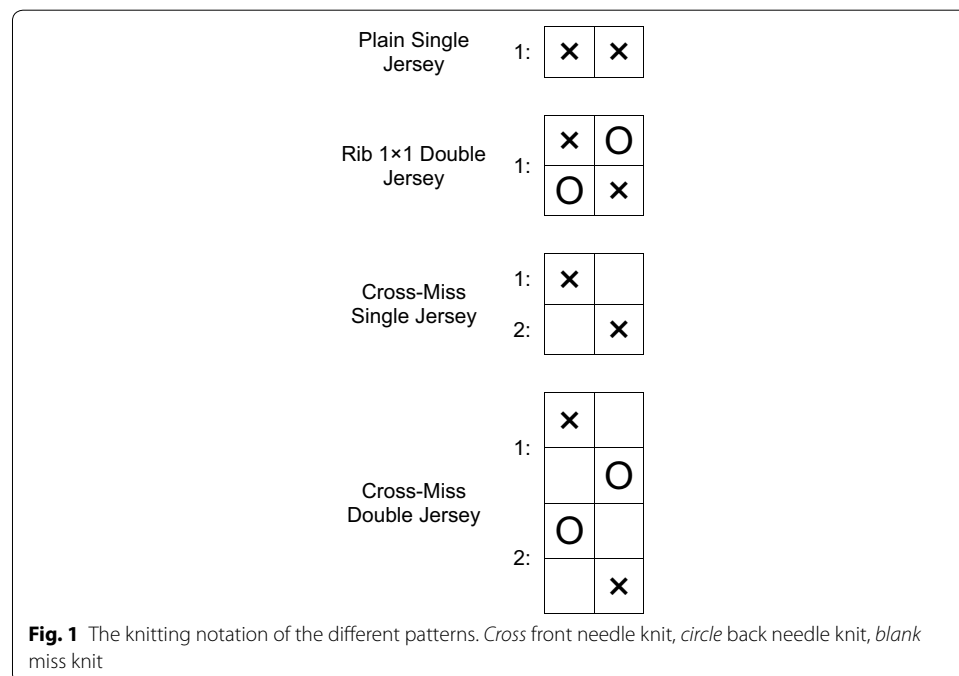 Plain Single
Jersey
1:
× ×
Rib 1×1 Double
Jersey
1:
× O
O ×
Cross-Miss
Single Jersey
1:
×
2:
×
Cross-Miss
Double Jersey
1:
×
O
2:
O
×
Fig. 1 The knitting notation of the different patterns. Cross front needle knit, circle back needle knit, blank
miss knit